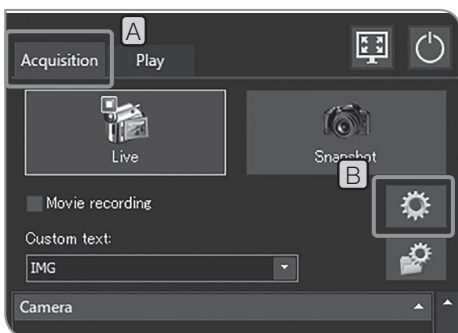 A
Acquisition Play
Live Snapshot
B
Movie recording
Custom text:
IMG
Camera